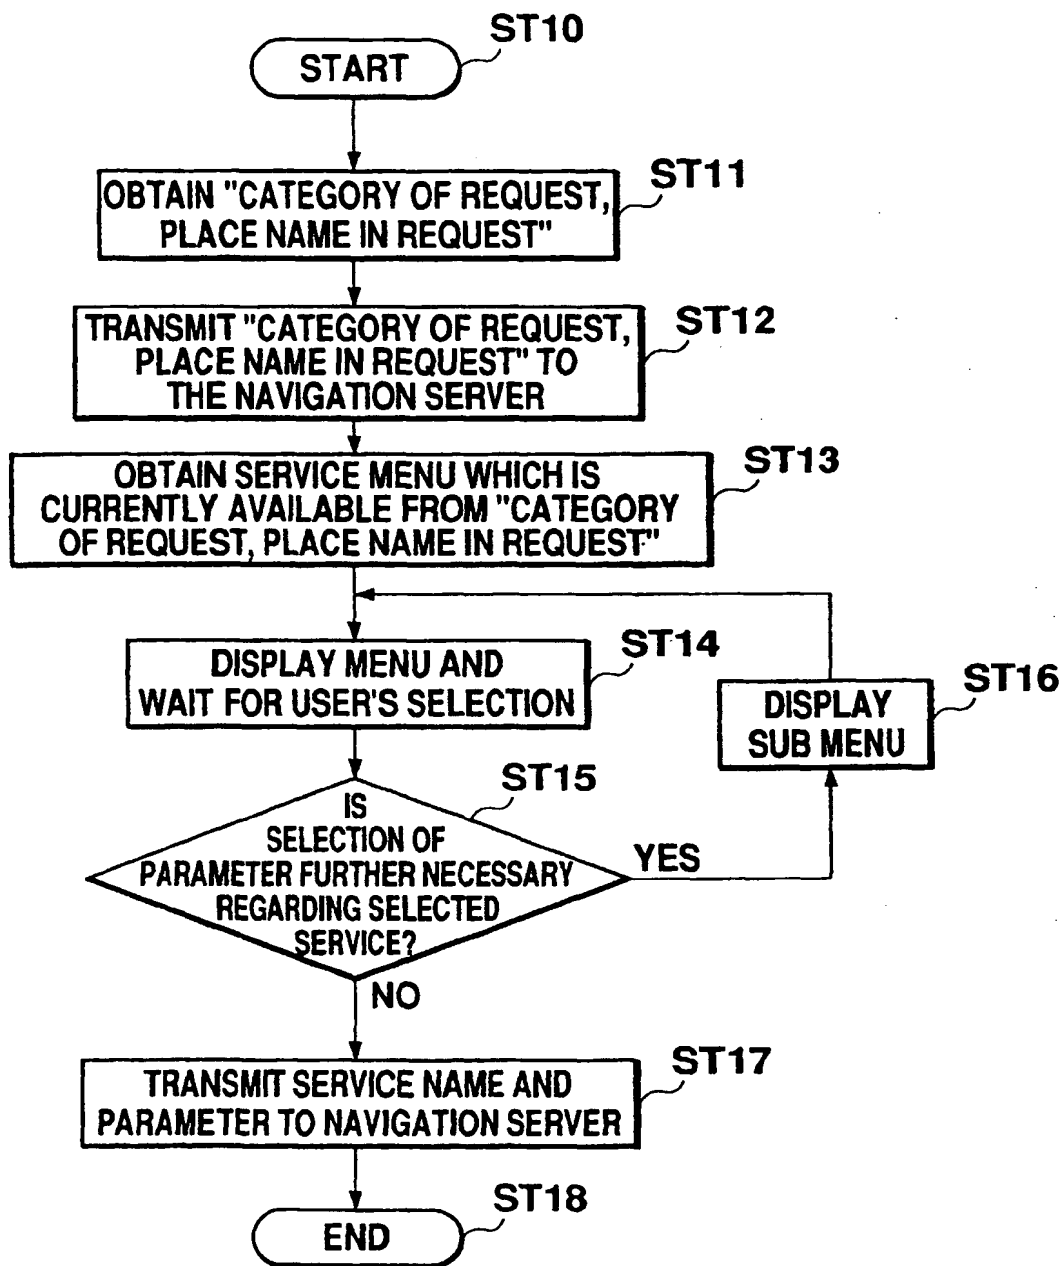 ST10
START
ST11
OBTAIN "CATEGORY OF REQUEST,
PLACE NAME IN REQUEST"
ST12
TRANSMIT "CATEGORY OF REQUEST,
PLACE NAME IN REQUEST" TO
THE NAVIGATION SERVER
ST13
OBTAIN SERVICE MENU WHICH IS
CURRENTLY AVAILABLE FROM "CATEGORY
OF REQUEST, PLACE NAME IN REQUEST"
ST14
DISPLAY MENU AND
WAIT FOR USER'S SELECTION
ST16
DISPLAY
SUB MENU
ST15
IS
SELECTION OF
PARAMETER FURTHER NECESSARY
REGARDING SELECTED
SERVICE?
YES
NO
ST17
TRANSMIT SERVICE NAME AND
PARAMETER TO NAVIGATION SERVER
ST18
END